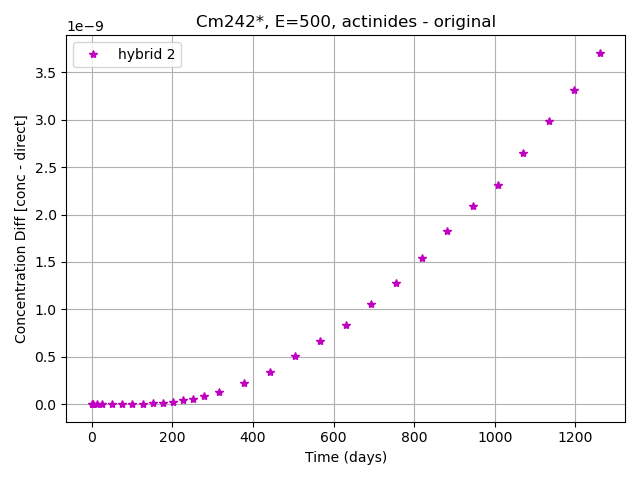 Cm242*, E=500, actinides - original
1e−9
hybrid 2
3.5
3.0
2.5
2.0
1.5
1.0
0.5
0.0
Concentration Diff [conc - direct]
0 200 400 600 800 1000 1200
Time (days)